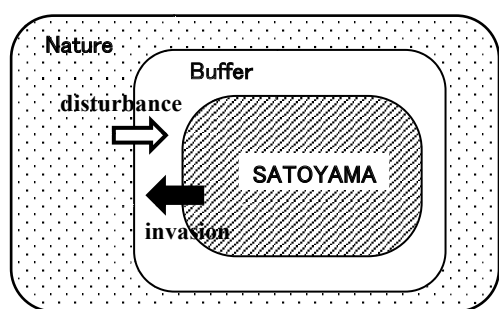 Nature
Buffer
disturbance
SATOYAMA
invasion